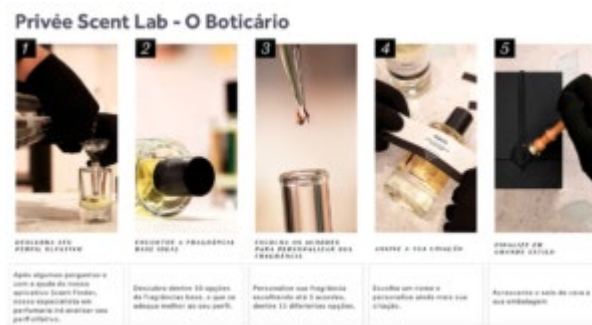 Privée Scent Lab - O Boticário
1 2 3 4 5
DESCUBRA SEU
PERFIL OLFATIVO
ENCONTRE A FRAGRÂNCIA
BASE IDEAL
ESCOLHA OS ACORDES
PARA PERSONALIZAR SUA
FRAGRÂNCIA
ASSINE A SUA CRIAÇÃO
FINALIZE EM
GRANDE ESTILO
Após algumas perguntas e
com a ajuda do nosso
aplicativo Scent Finder,
nosso especialista em
perfumaria irá analisar seu
perfil olfativo.
Descubra dentre 10 opções
de fragrâncias base, a que se
adequa melhor ao seu perfil.
Personalize sua fragrância
escolhendo até 3 acordes,
dentre 11 diferentes opções.
Escolha um nome e
personalize ainda mais sua
criação.
Acrescente o selo de cera à
sua embalagem